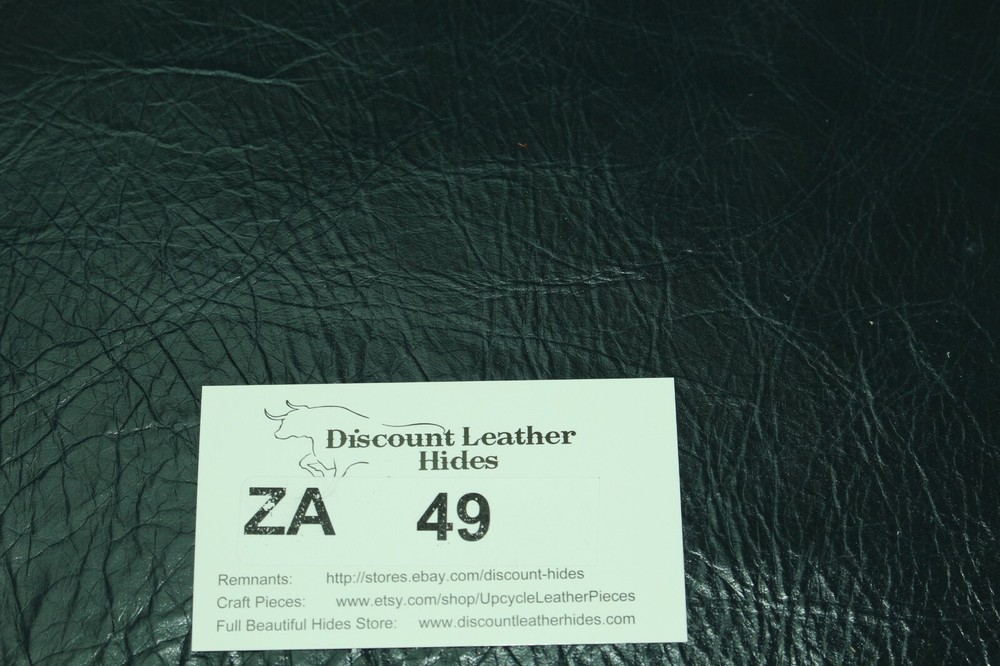 Discount Leather
Hides
ZA 49
Remnants: http://stores.ebay.com/discount-hides
Craft Pieces: www.etsy.com/shop/UpcycleLeatherPieces
Full Beautiful Hides Store: www.discountleatherhides.com